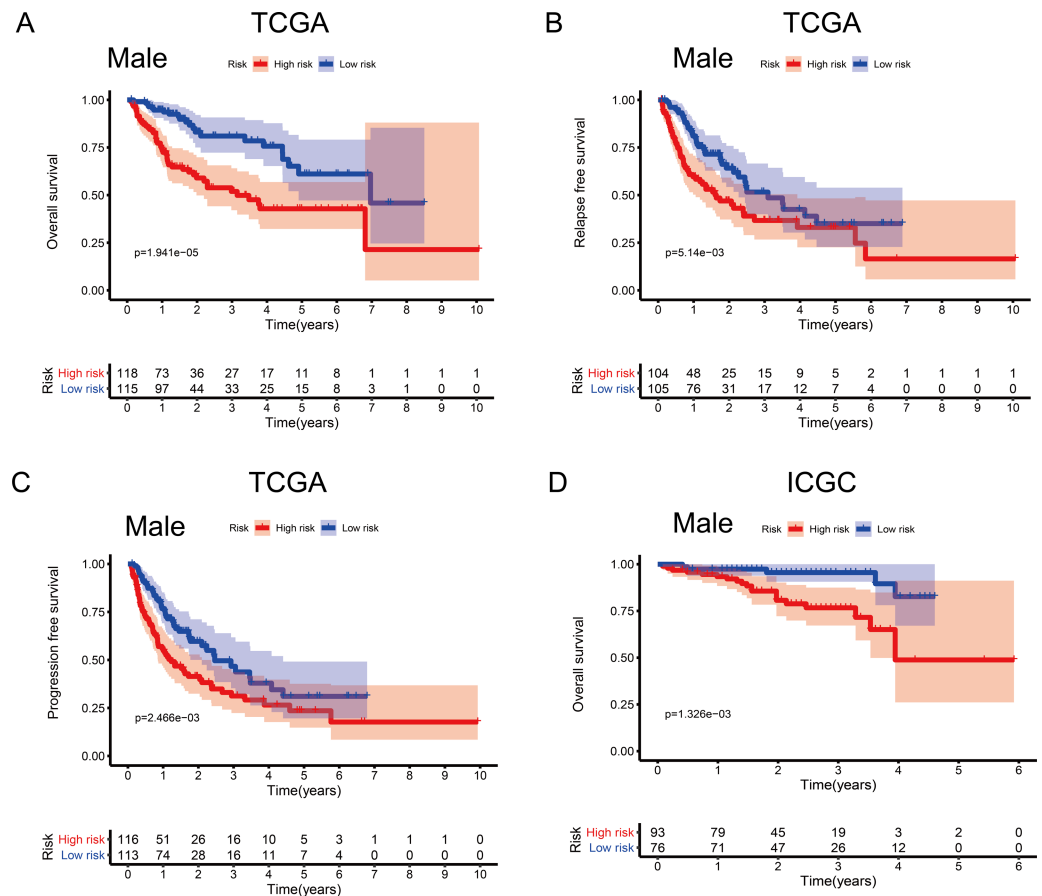 A
TCGA
Male
Risk High risk Low risk
Overall survival
1.00
0.75
0.50
0.25
0.00
p=1.941e−05
0 1 2 3 4 5 6 7 8 9 10
Time(years)
Risk
High risk 118 73 36 27 17 11 8 1 1 1 1
Low risk 115 97 44 33 25 15 8 3 1 0 0
0 1 2 3 4 5 6 7 8 9 10
Time(years)
B
TCGA
Male
Risk High risk Low risk
Relapse free survival
1.00
0.75
0.50
0.25
0.00
p=5.14e−03
0 1 2 3 4 5 6 7 8 9 10
Time(years)
Risk
High risk 104 48 25 15 9 5 2 1 1 1 1
Low risk 105 76 31 17 12 7 4 0 0 0 0
0 1 2 3 4 5 6 7 8 9 10
Time(years)
C
TCGA
Male
Risk High risk Low risk
Progression free survival
1.00
0.75
0.50
0.25
0.00
p=2.466e−03
0 1 2 3 4 5 6 7 8 9 10
Time(years)
Risk
High risk 116 51 26 16 10 5 3 1 1 1 0
Low risk 113 74 28 16 11 7 4 0 0 0 0
0 1 2 3 4 5 6 7 8 9 10
Time(years)
D
ICGC
Male
Risk High risk Low risk
Overall survival
1.00
0.75
0.50
0.25
0.00
p=1.326e−03
0 1 2 3 4 5 6
Time(years)
Risk
High risk 93 79 45 19 3 2 0
Low risk 76 71 47 26 12 0 0
0 1 2 3 4 5 6
Time(years)